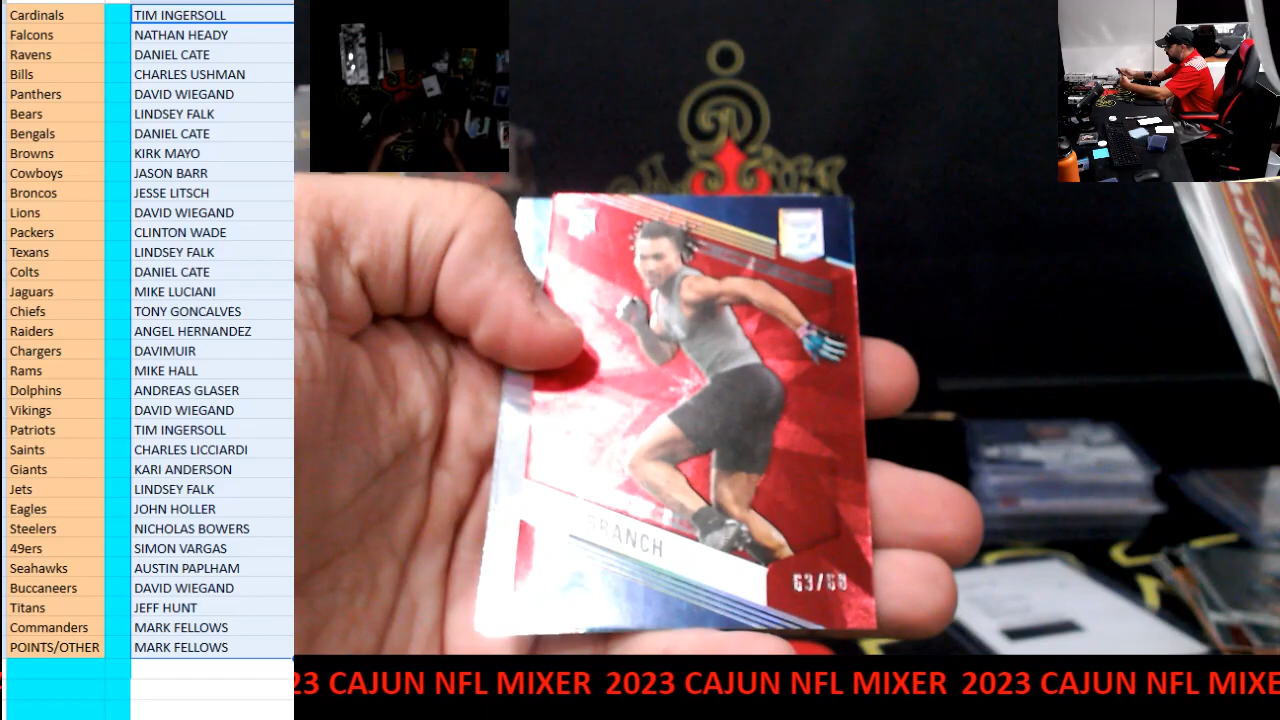 Cardinals TIM INGERSOLL
Falcons NATHAN HEADY
Ravens DANIEL CATE
Bills CHARLES USHMAN
Panthers DAVID WIEGAND
Bears LINDSEY FALK
Bengals DANIEL CATE
Browns KIRK MAYO
Cowboys JASON BARR
Broncos JESSE LITSCH
Lions DAVID WIEGAND
Packers CLINTON WADE
Texans LINDSEY FALK
Colts DANIEL CATE
Jaguars MIKE LUCIANI
Chiefs TONY GONCALVES
Raiders ANGEL HERNANDEZ
Chargers DAVIMUIR
Rams MIKE HALL
Dolphins ANDREAS GLASER
Vikings DAVID WIEGAND
Patriots TIM INGERSOLL
Saints CHARLES LICCIARDI
Giants KARI ANDERSON
Jets LINDSEY FALK
Eagles JOHN HOLLER
Steelers NICHOLAS BOWERS
49ers SIMON VARGAS
Seahawks AUSTIN PAPLHAM
Buccaneers DAVID WIEGAND
Titans JEFF HUNT
Commanders MARK FELLOWS
POINTS/OTHER MARK FELLOWS
BRANCH
23 CAJUN NFL MIXER 2023 CAJUN NFL MIXER 2023 CAJUN NFL MIXE